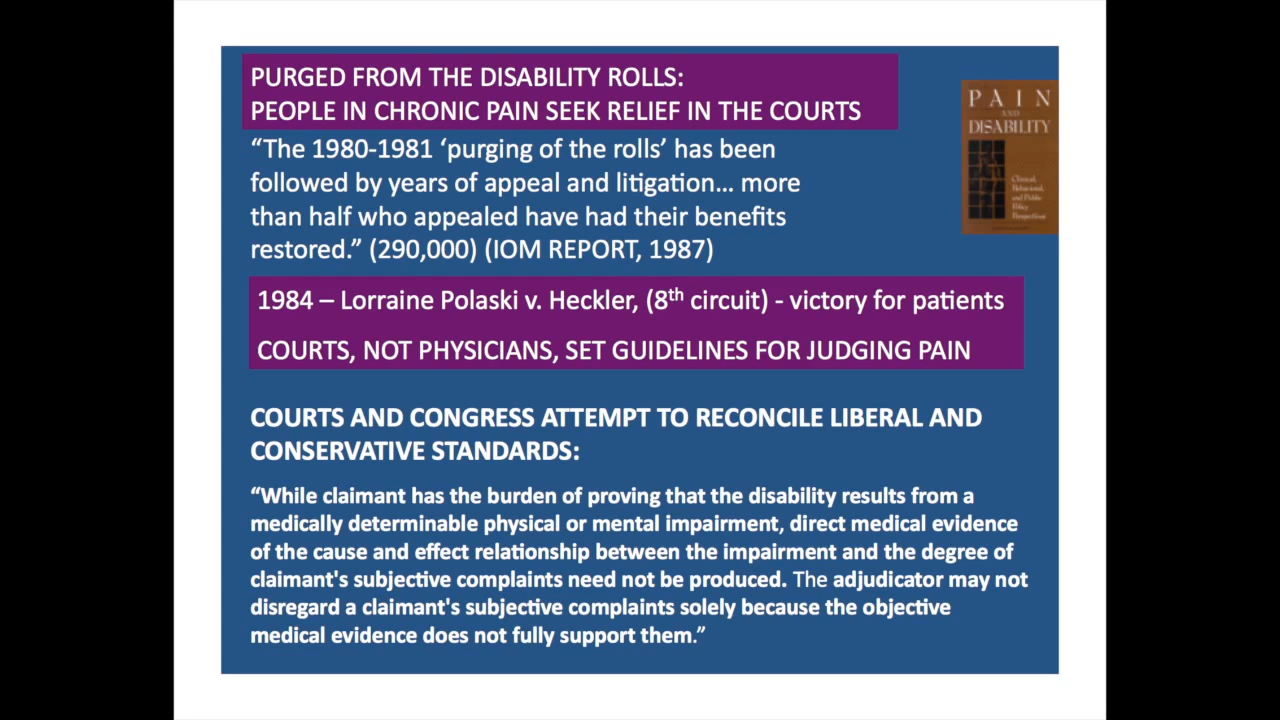 PURGED FROM THE DISABILITY ROLLS:
PEOPLE IN CHRONIC PAIN SEEK RELIEF IN THE COURTS
“The 1980-1981 ‘purging of the rolls’ has been
followed by years of appeal and litigation… more
than half who appealed have had their benefits
restored.” (290,000) (IOM REPORT, 1987)
1984 – Lorraine Polaski v. Heckler, (8th circuit) - victory for patients
COURTS, NOT PHYSICIANS, SET GUIDELINES FOR JUDGING PAIN
COURTS AND CONGRESS ATTEMPT TO RECONCILE LIBERAL AND
CONSERVATIVE STANDARDS:
“While claimant has the burden of proving that the disability results from a
medically determinable physical or mental impairment, direct medical evidence
of the cause and effect relationship between the impairment and the degree of
claimant's subjective complaints need not be produced. The adjudicator may not
disregard a claimant's subjective complaints solely because the objective
medical evidence does not fully support them.”
PAIN
AND
DISABILITY
Clinical,
Behavioral,
and Public
Policy
Perspectives